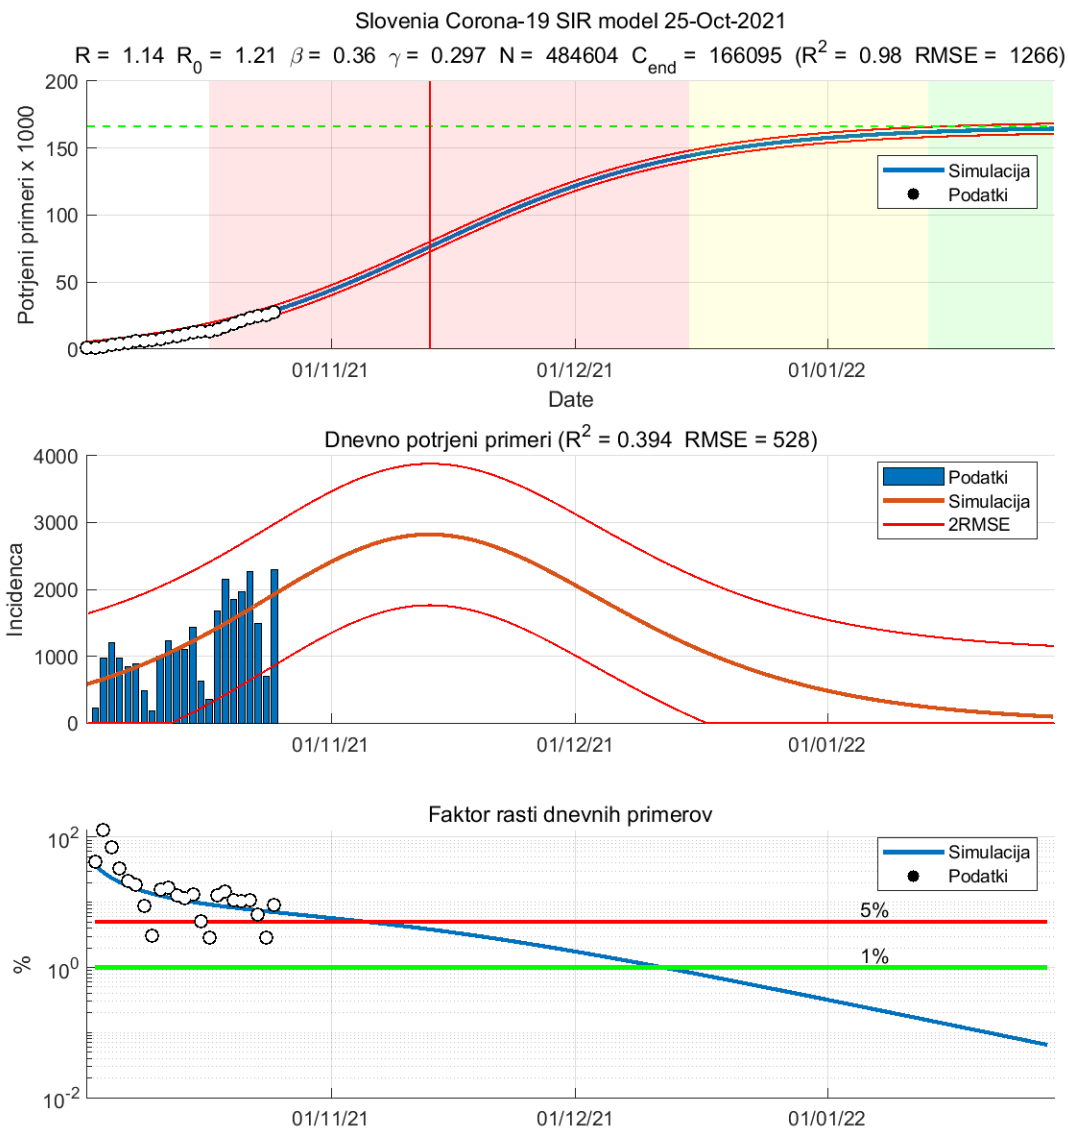 Slovenia Corona-19 SIR model 25-Oct-2021
R = 1.14 R0 = 1.21 β = 0.36 γ = 0.297 N = 484604 Cend = 166095 (R2 = 0.98 RMSE = 1266)
200
150
100
50
0
Potrjeni primeri x 1000
Simulacija
Podatki
01/11/21 01/12/21 01/01/22
Date
Dnevno potrjeni primeri (R2 = 0.394 RMSE = 528)
4000
3000
2000
1000
0
Incidenca
Podatki
Simulacija
2RMSE
01/11/21 01/12/21 01/01/22
Faktor rasti dnevnih primerov
10^2
10^0
10^-2
%
Simulacija
Podatki
5%
1%
01/11/21 01/12/21 01/01/22